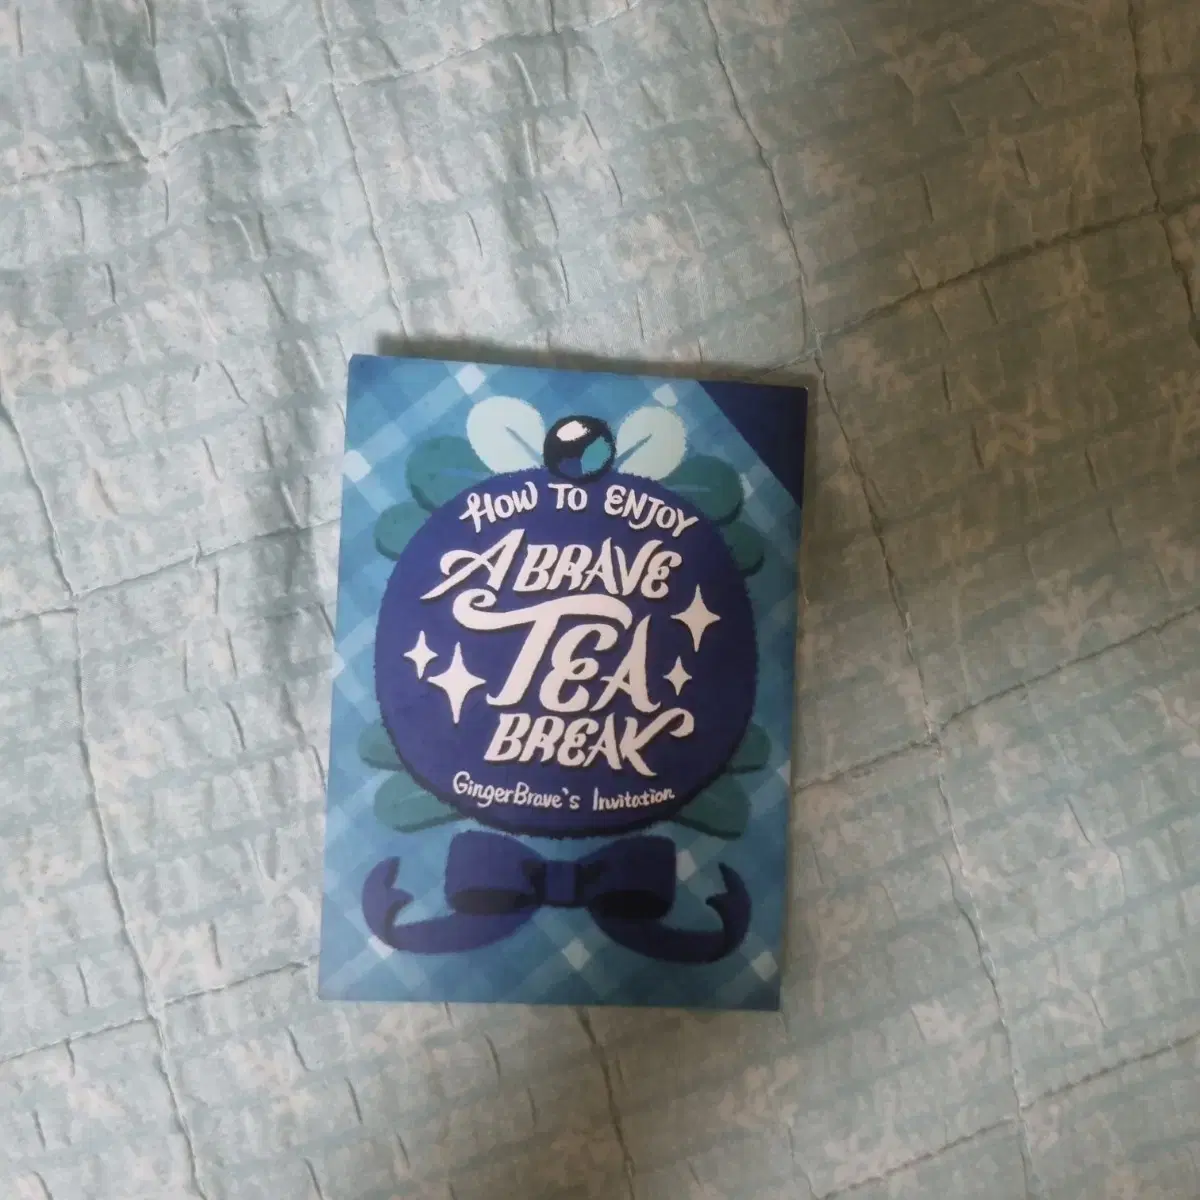 HOW TO ENJOY
A BRAVE
TEA
BREAK
GingerBrave's Invitation